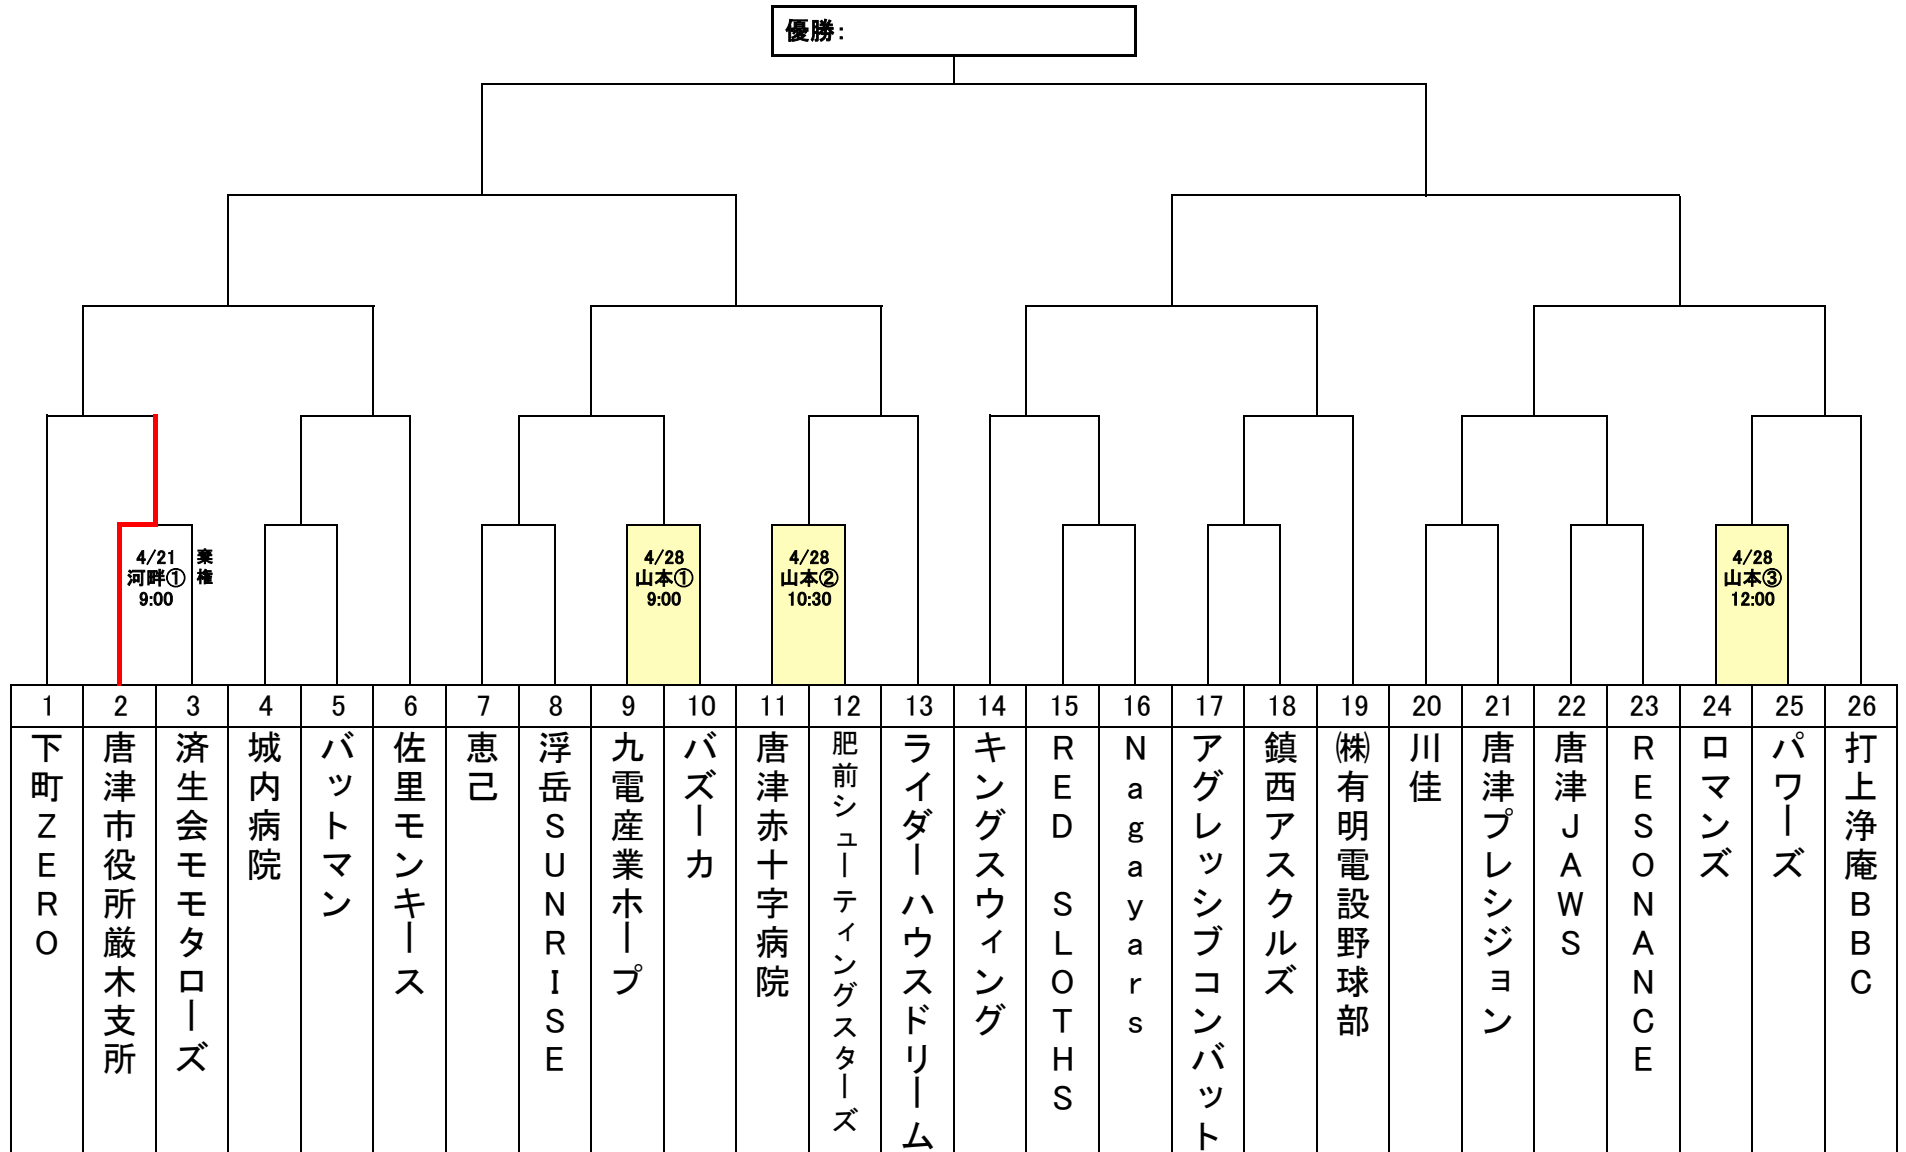 優勝:
4/21
河畔①
9:00
棄権
4/28
山本①
9:00
4/28
山本②
10:30
4/28
山本③
12:00
1 2 3 4 5 6 7 8 9 10 11 12 13 14 15 16 17 18 19 20 21 22 23 24 25 26
下町ZERO
唐津市役所厳木支所
済生会モモタローズ
城内病院
バットマン
佐里モンキース
恵己
浮岳SUNRISE
九電産業ホープ
バズーカ
唐津赤十字病院
肥前シューティングスターズ
ライダーハウスドリーム
キングスウィング
RED SLOTHS
Nagayars
アグレッシブコンバット
鎮西アスクルズ
㈱有明電設野球部
川佳
唐津プレシジョン
唐津JAWS
RESONANCE
ロマンズ
パワーズ
打上浄庵BBC